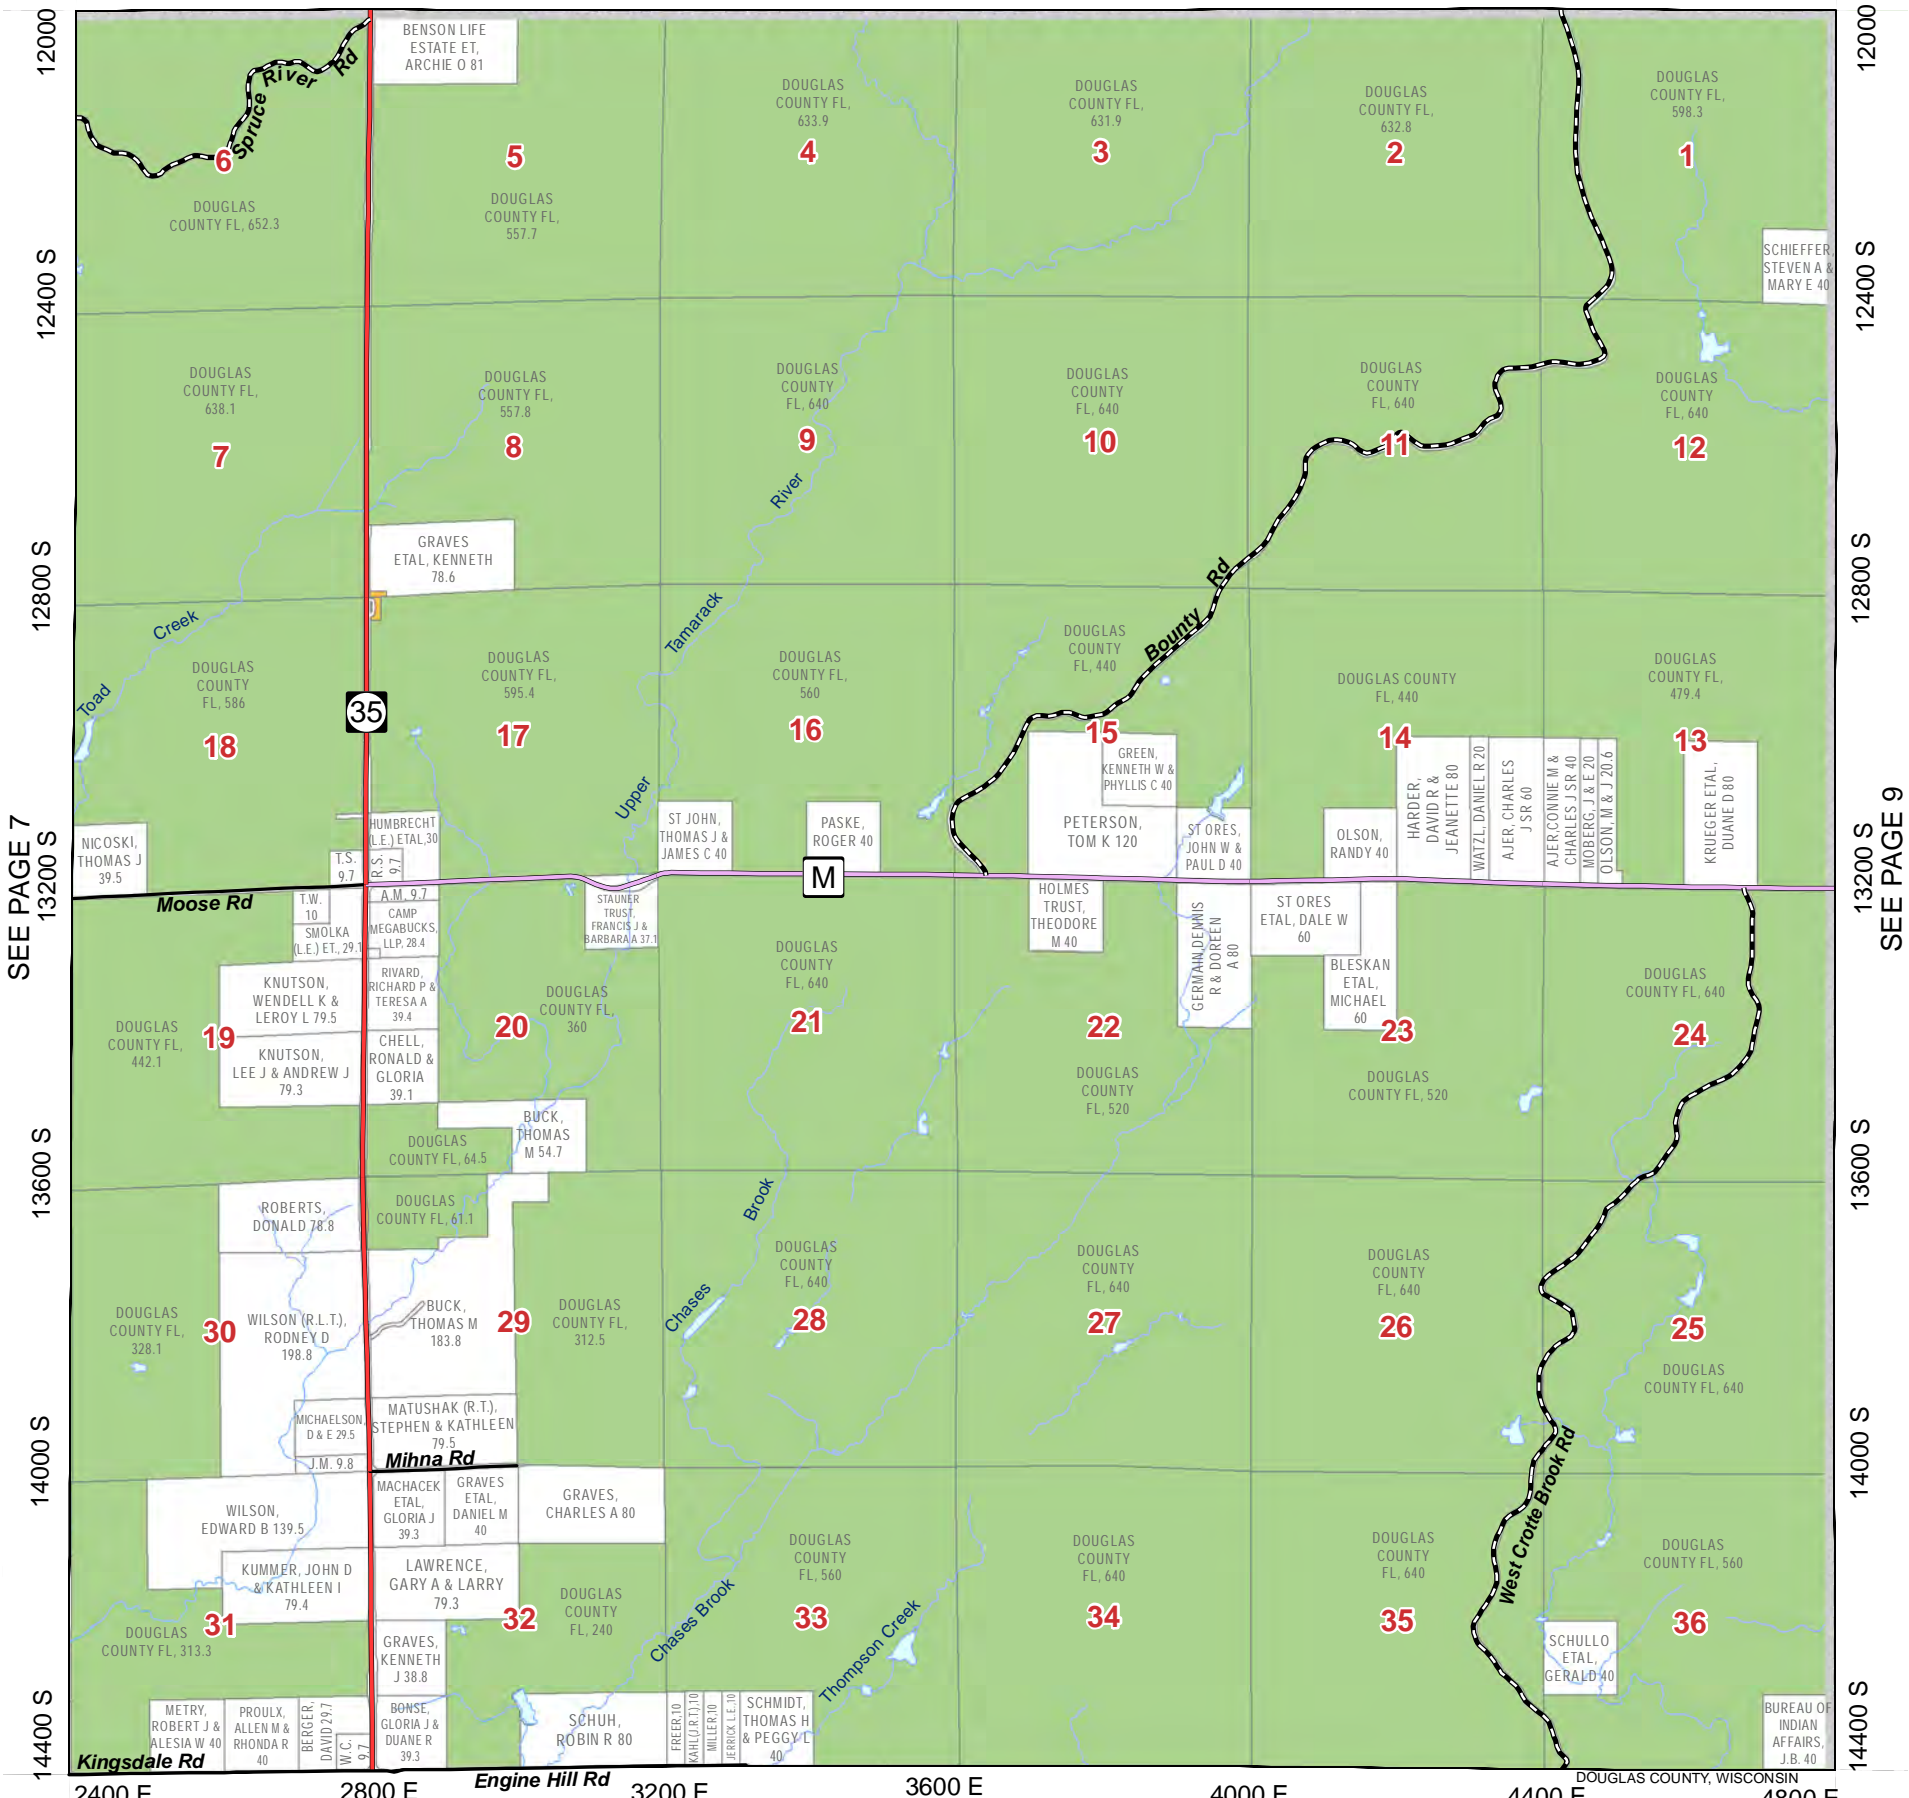 12000
12000
Spruce River Rd
BENSON LIFE
ESTATE ET,
ARCHIE O 81
DOUGLAS
COUNTY FL,
633.9
DOUGLAS
COUNTY FL,
631.9
DOUGLAS
COUNTY FL,
632.8
DOUGLAS
COUNTY FL,
598.3
6
5
4
3
2
1
DOUGLAS
COUNTY FL, 652.3
DOUGLAS
COUNTY FL,
557.7
SCHIEFFER,
STEVEN A &
MARY E 40
12400 S
12400 S
DOUGLAS
COUNTY FL,
638.1
DOUGLAS
COUNTY FL,
557.8
DOUGLAS
COUNTY
FL, 640
DOUGLAS
COUNTY
FL, 640
DOUGLAS
COUNTY
FL, 640
DOUGLAS
COUNTY
FL, 640
7
8
9
10
11
12
GRAVES
ETAL, KENNETH
78.6
12800 S
12800 S
Upper Tamarack River
Toad Creek
Bounty Rd
DOUGLAS
COUNTY
FL, 586
DOUGLAS
COUNTY FL,
595.4
DOUGLAS
COUNTY FL,
560
DOUGLAS
COUNTY
FL, 440
DOUGLAS COUNTY
FL, 440
DOUGLAS
COUNTY FL,
479.4
35
18
17
16
15
14
13
NICOSKI,
THOMAS J
39.5
T.S.
9.7
HUMBRECHT
(L.E.) ETAL,30
R.S.
9.7
ST JOHN,
THOMAS J &
JAMES C 40
PASKE,
ROGER 40
PETERSON,
TOM K 120
GREEN,
KENNETH W &
PHYLLIS C 40
ST ORES,
JOHN W &
PAUL D 40
OLSON,
RANDY 40
HARDER,
DAVID R &
JEANETTE 80
WATZL, DANIEL R 20
AJER, CHARLES
J SR 60
AJER,CONNIE M &
CHARLES J SR 40
MOBERG, J & E 20
OLSON, M & J 20.6
KRUEGER ETAL,
DUANE D 80
13200 S
13200 S
SEE PAGE 7
SEE PAGE 9
M
Moose Rd
T.W.
10
SMOLKA
(L.E.) ET., 29.1
A.M. 9.7
CAMP
MEGABUCKS,
LLP, 28.4
STAUNER
TRUST,
FRANCIS J &
BARBARA A 37.1
HOLMES
TRUST,
THEODORE
M 40
GERMAIN,DENNIS
R & DOREEN
A 80
ST ORES
ETAL, DALE W
60
BLESKAN
ETAL,
MICHAEL
60
KNUTSON,
WENDELL K &
LEROY L 79.5
RIVARD,
RICHARD P &
TERESA A
39.4
DOUGLAS
COUNTY FL,
442.1
KNUTSON,
LEE J & ANDREW J
79.3
CHELL,
RONALD &
GLORIA
39.1
DOUGLAS
COUNTY FL,
360
DOUGLAS
COUNTY
FL, 640
DOUGLAS
COUNTY
FL, 520
DOUGLAS
COUNTY FL, 520
DOUGLAS
COUNTY FL, 640
19
20
21
22
23
24
BUCK,
THOMAS
M 54.7
DOUGLAS
COUNTY FL, 64.5
13600 S
13600 S
ROBERTS,
DONALD 78.8
DOUGLAS
COUNTY FL, 61.1
Chases Brook
DOUGLAS
COUNTY FL,
328.1
WILSON (R.L.T.),
RODNEY D
198.8
BUCK,
THOMAS M
183.8
DOUGLAS
COUNTY FL,
312.5
DOUGLAS
COUNTY
FL, 640
DOUGLAS
COUNTY
FL, 640
DOUGLAS
COUNTY
FL, 640
DOUGLAS
COUNTY FL, 640
30
29
28
27
26
25
MICHAELSON,
D & E 29.5
J.M. 9.8
MATUSHAK (R.T.),
STEPHEN & KATHLEEN
79.5
Mihna Rd
14000 S
14000 S
West Crotte Brook Rd
WILSON,
EDWARD B 139.5
MACHACEK
ETAL,
GLORIA J
39.3
GRAVES
ETAL,
DANIEL M
40
GRAVES,
CHARLES A 80
KUMMER, JOHN D
& KATHLEEN I
79.4
LAWRENCE,
GARY A & LARRY
79.3
DOUGLAS
COUNTY
FL, 240
DOUGLAS
COUNTY
FL, 560
DOUGLAS
COUNTY
FL, 640
DOUGLAS
COUNTY
FL, 640
DOUGLAS
COUNTY FL, 560
31
32
33
34
35
36
DOUGLAS
COUNTY FL, 313.3
GRAVES,
KENNETH
J 38.8
Chases Brook
Thompson Creek
SCHULLO
ETAL,
GERALD 40
METRY,
ROBERT J &
ALESIA W 40
PROULX,
ALLEN M &
RHONDA R
40
BERGER,
DAVID 29.7
W.C.
9.7
BONSE,
GLORIA J &
DUANE R
39.3
SCHUH,
ROBIN R 80
FREER,10
KAHL(J.R.T.),10
MILLER,10
JERRICK L.E.,10
SCHMIDT,
THOMAS H
& PEGGY L
40
BUREAU OF
INDIAN
AFFAIRS,
J.B. 40
14400 S
14400 S
Kingsdale Rd
Engine Hill Rd
DOUGLAS COUNTY, WISCONSIN
2400 E
2800 E
3200 E
3600 E
4000 E
4400 E
4800 E